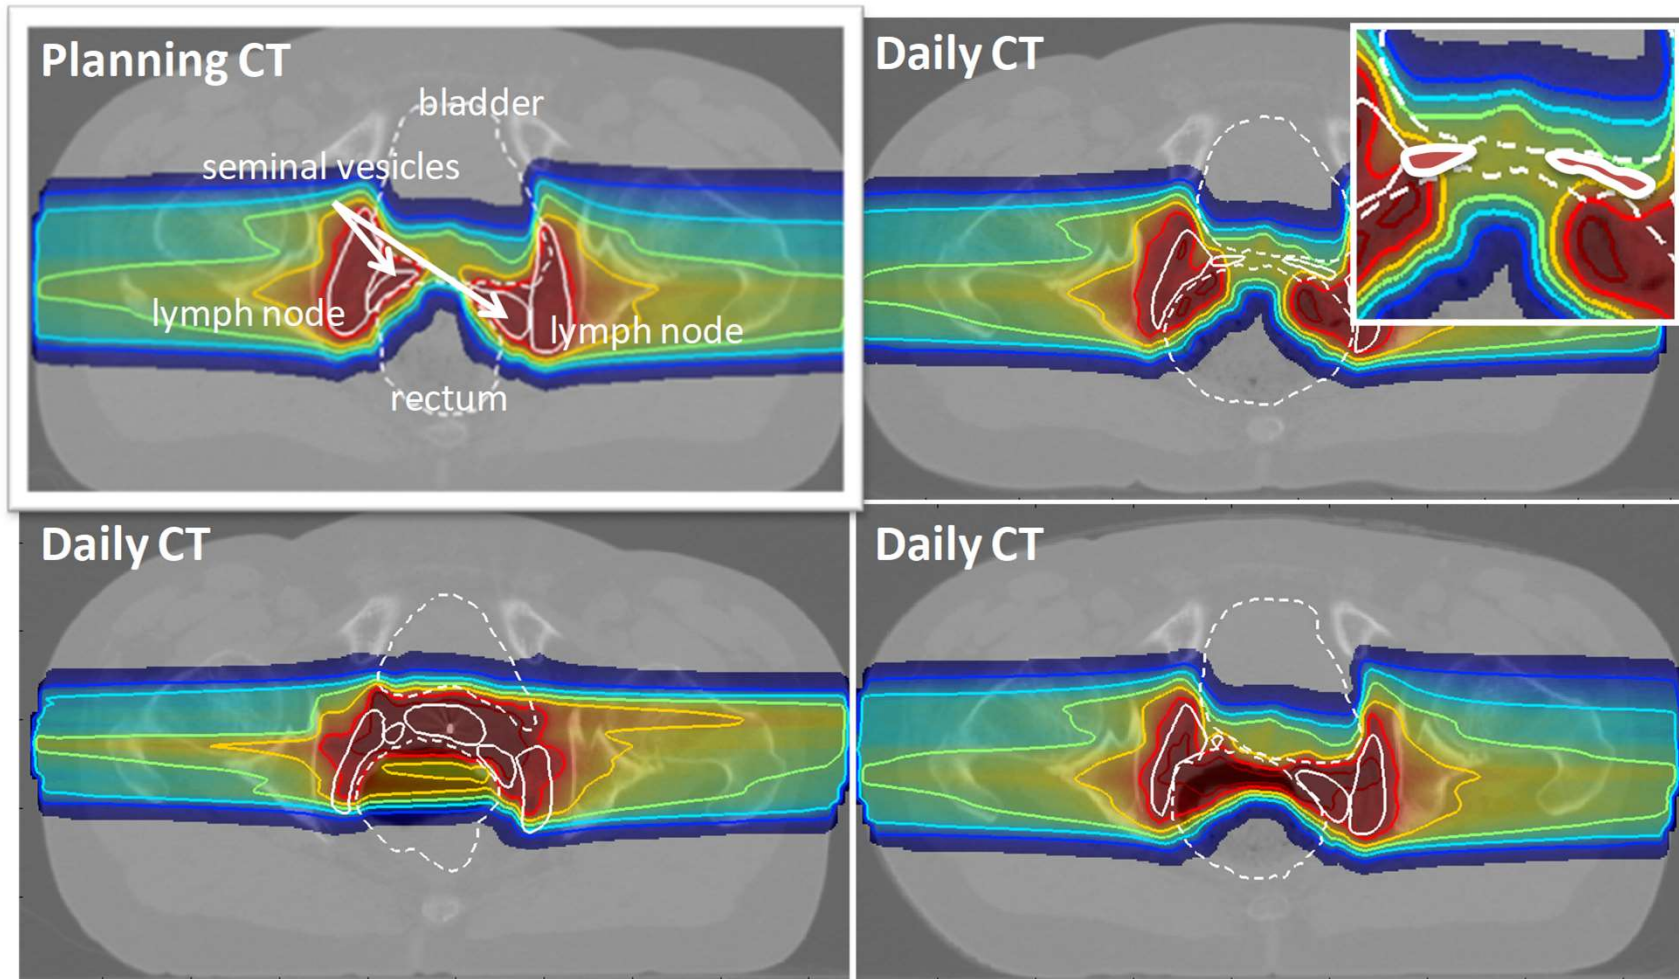 Planning CT
bladder
seminal vesicles
lymph node
lymph node
rectum
Daily CT
Daily CT
Daily CT